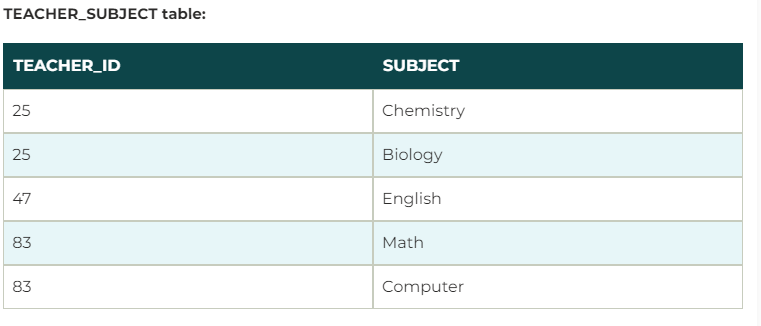 TEACHER_SUBJECT table:
TEACHER_ID SUBJECT
25 Chemistry
25 Biology
47 English
83 Math
83 Computer